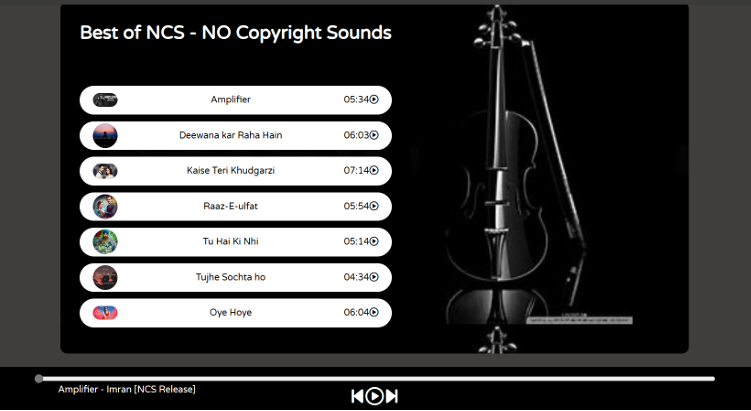 Best of NCS - NO Copyright Sounds
Amplifier 05:34
Deewana kar Raha Hain 06:03
Kaise Teri Khudgarzi 07:14
Raaz-E-ulfat 05:54
Tu Hai Ki Nhi 05:14
Tujhe Sochta ho 04:34
Oye Hoye 06:04
Amplifier - Imran [NCS Release]